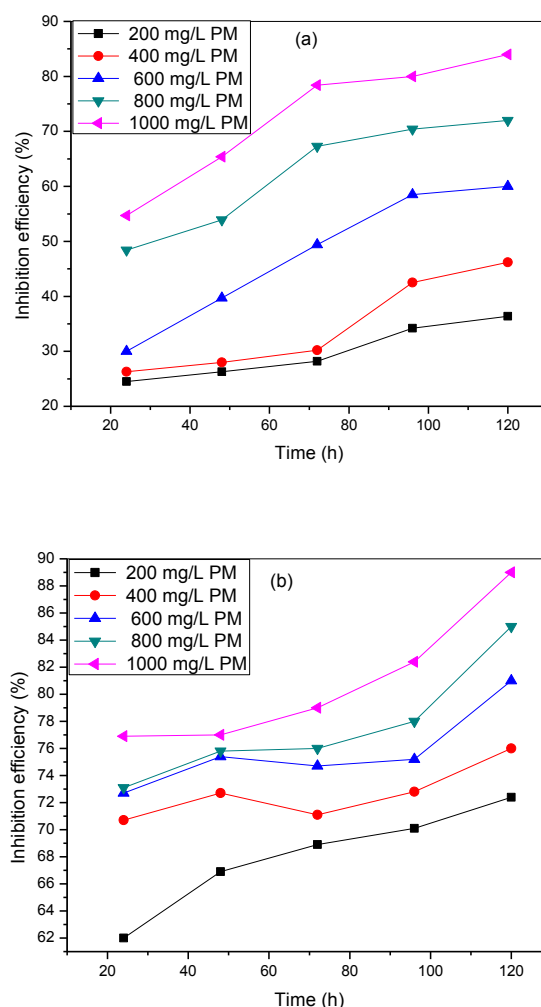 90
80
70
60
50
40
30
20
Inhibition efficiency (%)
200 mg/L PM
400 mg/L PM
600 mg/L PM
800 mg/L PM
1000 mg/L PM
(a)
20 40 60 80 100 120
Time (h)
90
88
86
84
82
80
78
76
74
72
70
68
66
64
62
Inhibition efficiency (%)
200 mg/L PM
400 mg/L PM
600 mg/L PM
800 mg/L PM
1000 mg/L PM
(b)
20 40 60 80 100 120
Time (h)